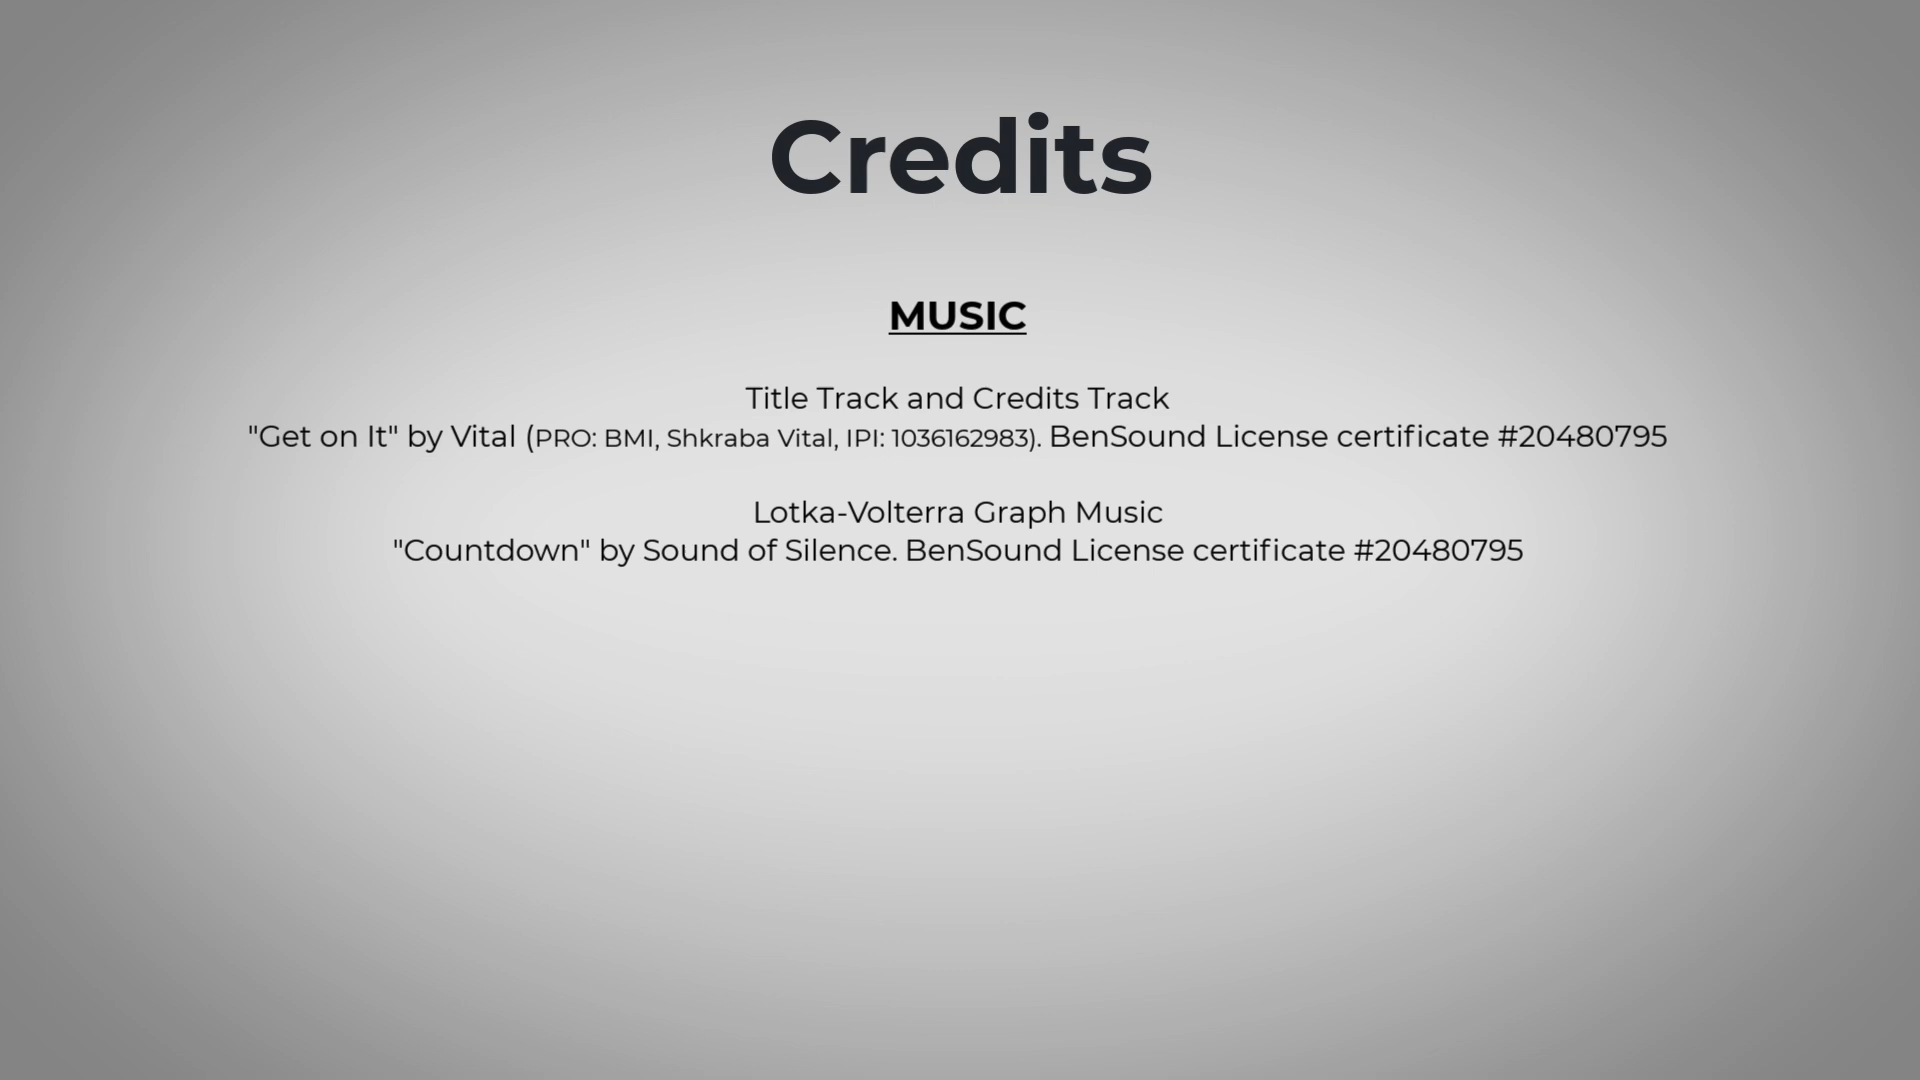 Credits
MUSIC
Title Track and Credits Track
"Get on It" by Vital (PRO: BMI, Shkraba Vital, IPI: 1036162983). BenSound License certificate #20480795
Lotka-Volterra Graph Music
"Countdown" by Sound of Silence. BenSound License certificate #20480795